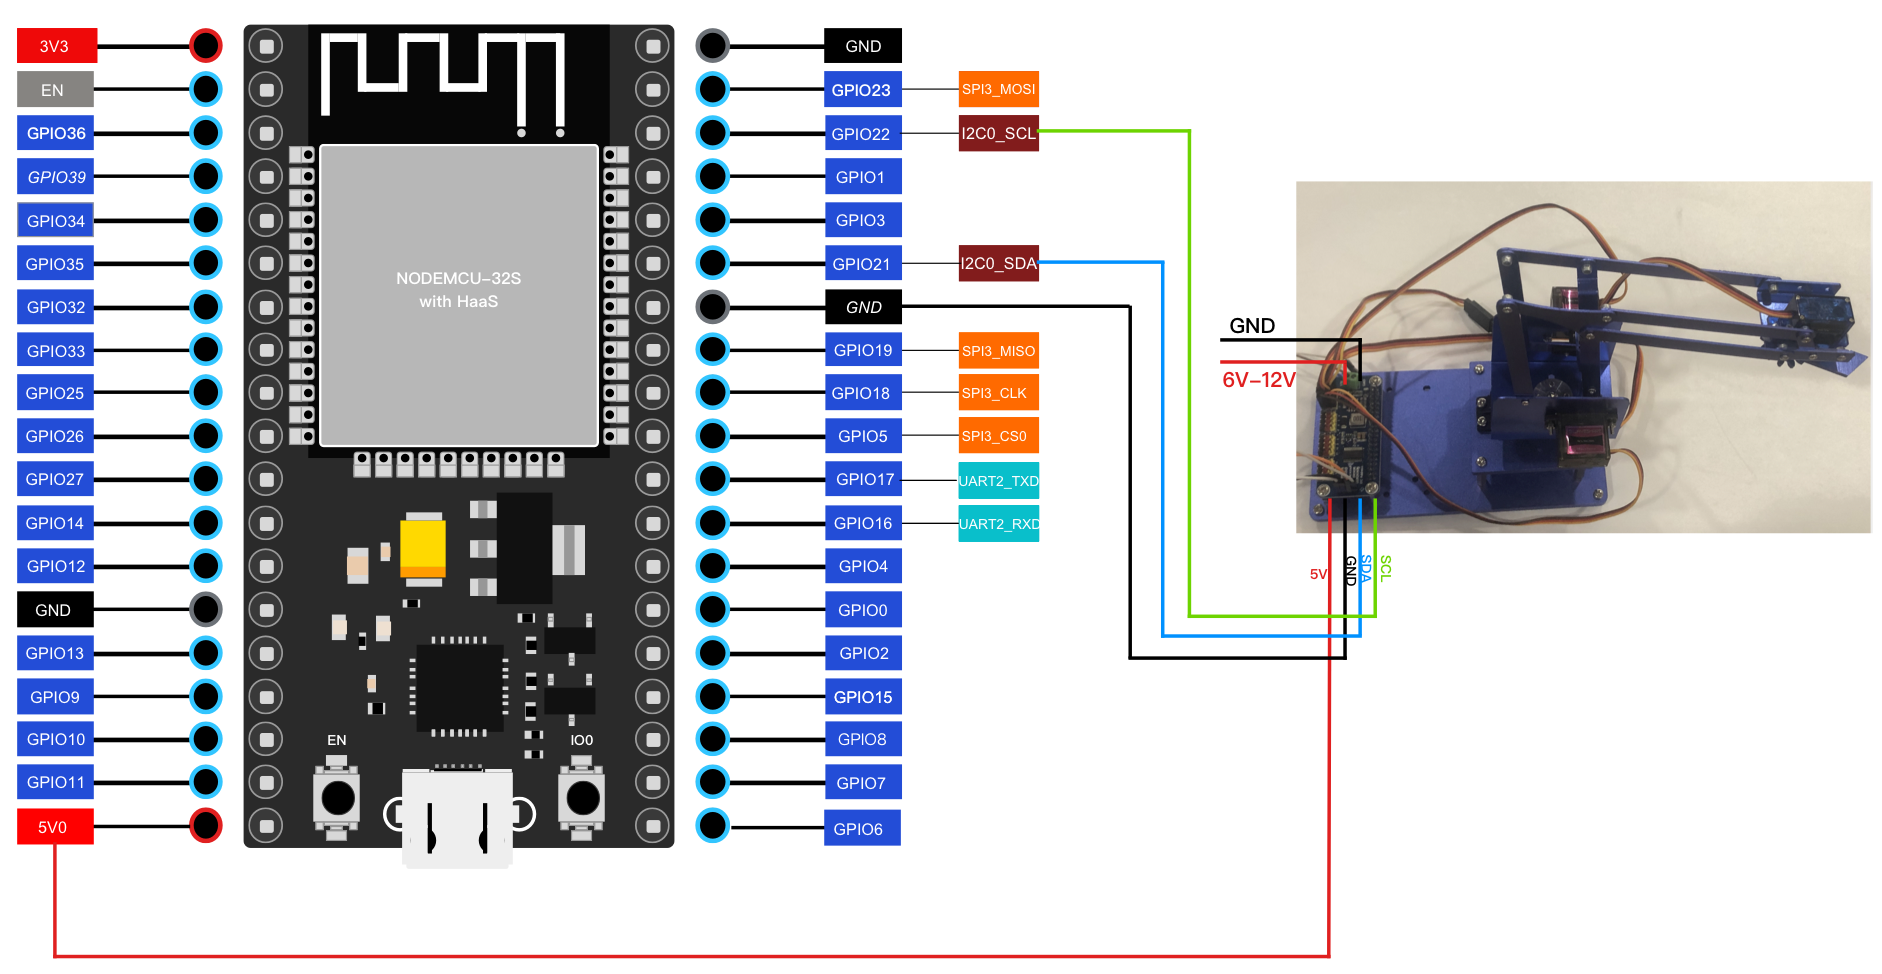 3V3
EN
GPIO36
GPIO39
GPIO34
GPIO35
GPIO32
GPIO33
GPIO25
GPIO26
GPIO27
GPIO14
GPIO12
GND
GPIO13
GPIO9
GPIO10
GPIO11
5V0
NODEMCU-32S
with HaaS
EN
IO0
GND
GPIO23 SPI3_MOSI
GPIO22 I2C0_SCL
GPIO1
GPIO3
GPIO21 I2C0_SDA
GND
GPIO19 SPI3_MISO
GPIO18 SPI3_CLK
GPIO5 SPI3_CS0
GPIO17 UART2_TXD
GPIO16 UART2_RXD
GPIO4
GPIO0
GPIO2
GPIO15
GPIO8
GPIO7
GPIO6
GND
6V-12V
5V
GND
SDA
SCL